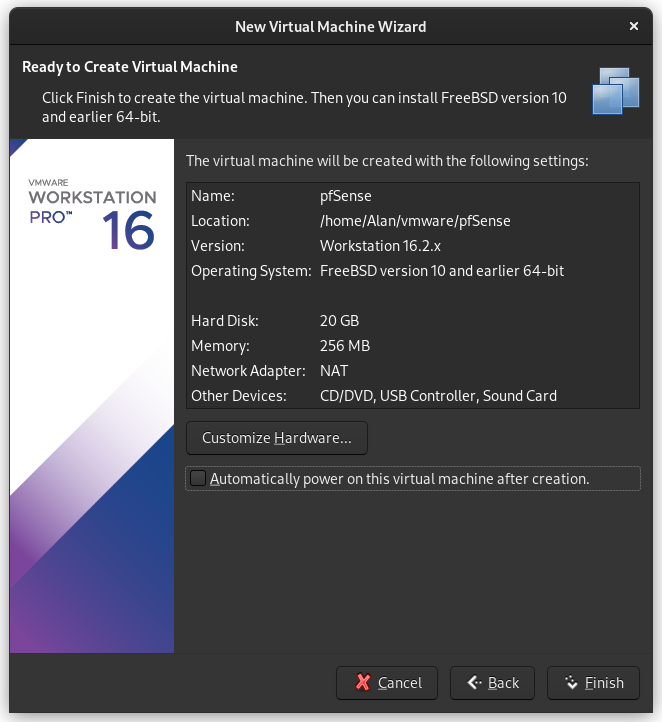 New Virtual Machine Wizard
Ready to Create Virtual Machine
Click Finish to create the virtual machine. Then you can install FreeBSD version 10
and earlier 64-bit.
VMWARE
WORKSTATION
PRO™ 16
The virtual machine will be created with the following settings:
Name: pfSense
Location: /home/Alan/vmware/pfSense
Version: Workstation 16.2.x
Operating System: FreeBSD version 10 and earlier 64-bit
Hard Disk: 20 GB
Memory: 256 MB
Network Adapter: NAT
Other Devices: CD/DVD, USB Controller, Sound Card
Customize Hardware...
Automatically power on this virtual machine after creation.
Cancel Back Finish